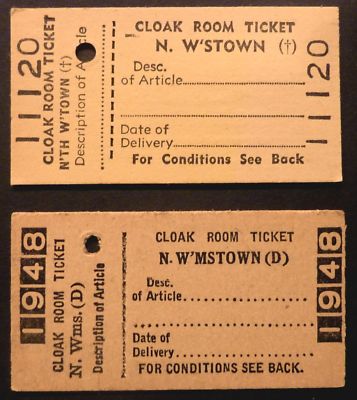 11120
CLOAK ROOM TICKET
N'TH W'TOWN (†)
Description of Article
CLOAK ROOM TICKET
N. W'STOWN (†)
Desc.
of Article
Date of
Delivery
For Conditions See Back
11120
1948
CLOAK ROOM TICKET
N. Wms. (D)
Description of Article
CLOAK ROOM TICKET
N. W'MSTOWN (D)
Desc.
of Article
Date of
Delivery
FOR CONDITIONS SEE BACK.
1948